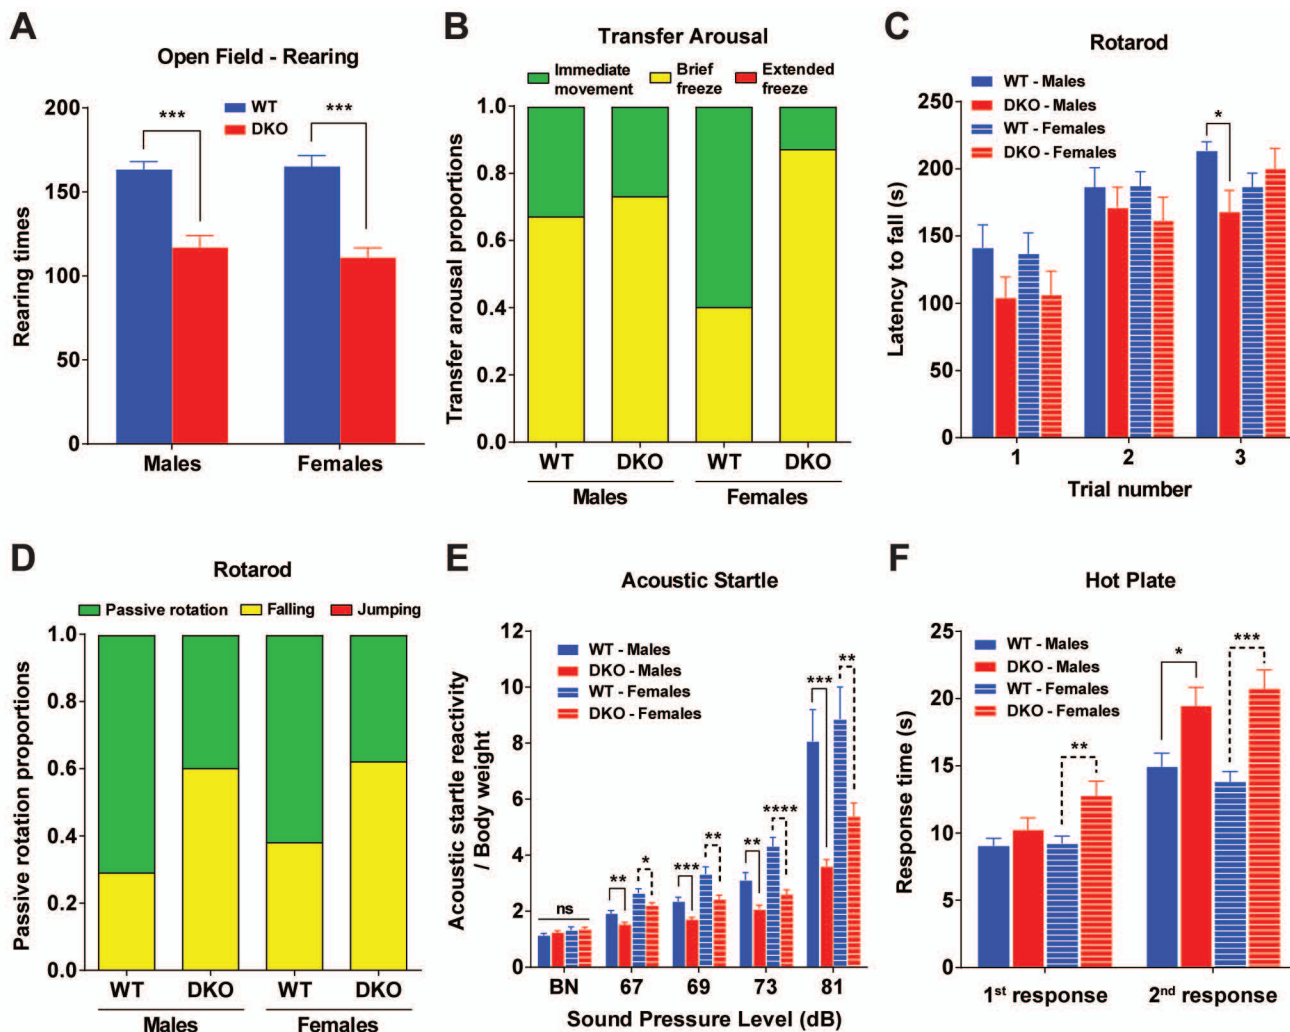 A
Open Field - Rearing
WT
DKO
***
***
Rearing times
200
150
100
50
0
Males
Females
B
Transfer Arousal
Immediate movement
Brief freeze
Extended freeze
Transfer arousal proportions
1.0
0.8
0.6
0.4
0.2
0.0
WT DKO WT DKO
Males Females
C
Rotarod
WT - Males
DKO - Males
WT - Females
DKO - Females
*
Latency to fall (s)
250
200
150
100
50
0
1 2 3
Trial number
D
Rotarod
Passive rotation Falling Jumping
Passive rotation proportions
1.0
0.8
0.6
0.4
0.2
0.0
WT DKO WT DKO
Males Females
E
Acoustic Startle
WT - Males
DKO - Males
WT - Females
DKO - Females
Acoustic startle reactivity
/ Body weight
12
10
8
6
4
2
0
ns
**
*
***
**
**
****
***
**
BN 67 69 73 81
Sound Pressure Level (dB)
F
Hot Plate
WT - Males
DKO - Males
WT - Females
DKO - Females
**
*
***
Response time (s)
25
20
15
10
5
0
1st response 2nd response